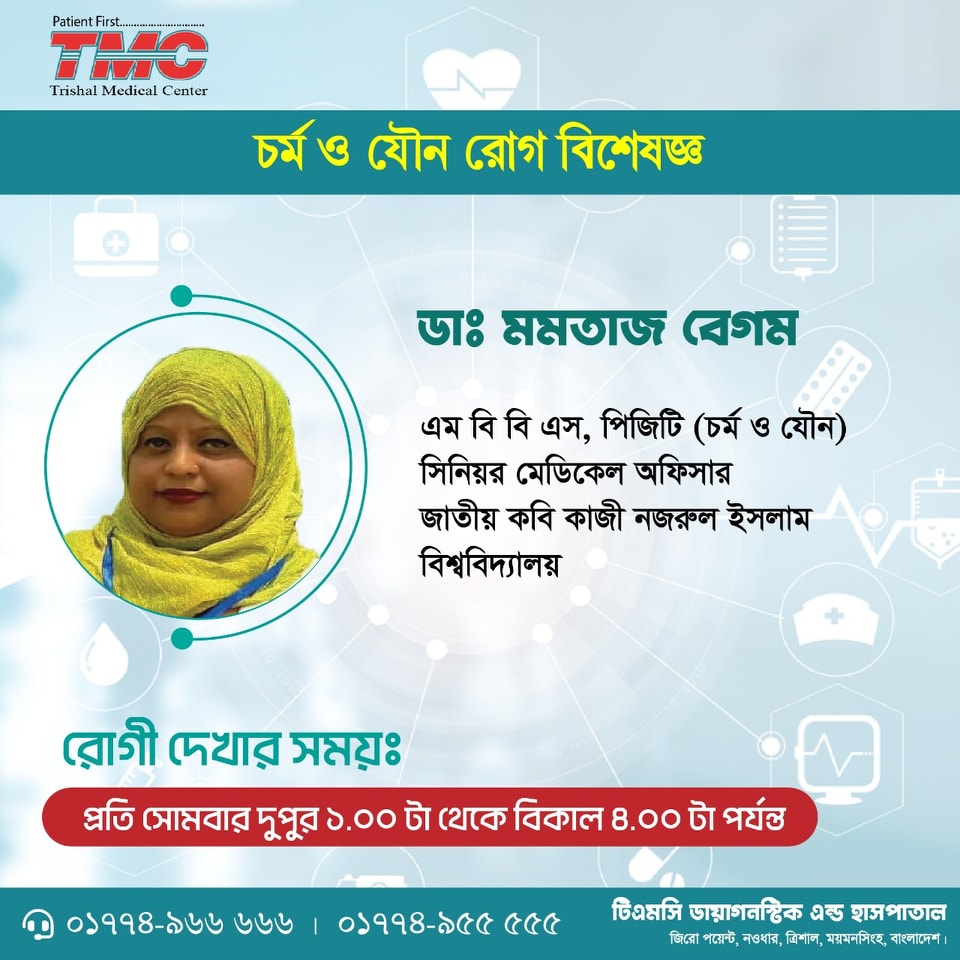 Patient First............................
TMC
Trishal Medical Center
চর্ম ও যৌন রোগ বিশেষজ্ঞ
ডাঃ মমতাজ বেগম
এম বি বি এস, পিজিটি (চর্ম ও যৌন)
সিনিয়র মেডিকেল অফিসার
জাতীয় কবি কাজী নজরুল ইসলাম
বিশ্ববিদ্যালয়
রোগী দেখার সময়ঃ
প্রতি সোমবার দুপুর ১.০০ টা থেকে বিকাল ৪.০০ টা পর্যন্ত
০১৭৭৪-৯৬৬ ৬৬৬ । ০১৭৭৪-৯৫৫ ৫৫৫
টিএমসি ডায়াগনস্টিক এন্ড হাসপাতাল
জিরো পয়েন্ট, নওধার, ত্রিশাল, ময়মনসিংহ, বাংলাদেশ।